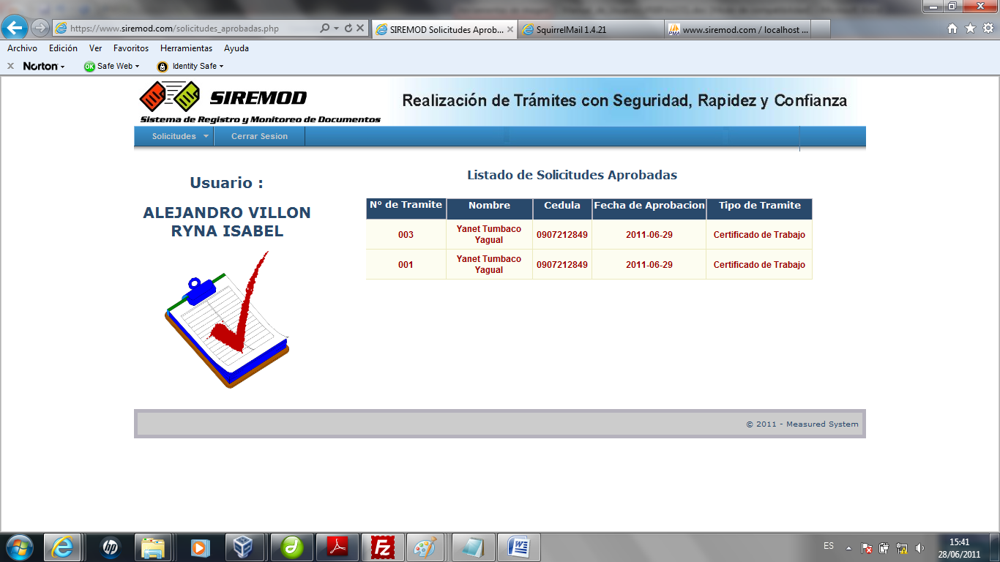 https://www.siremod.com/solicitudes_aprobadas.php
SIREMOD Solicitudes Aprob...
SquirrelMail 1.4.21
PMA
www.siremod.com / localhost ...
Archivo Edición Ver Favoritos Herramientas Ayuda
x Norton OK Safe Web Identity Safe
SIREMOD
Sistema de Registro y Monitoreo de Documentos
Realización de Trámites con Seguridad, Rapidez y Confianza
Solicitudes Cerrar Sesion
Usuario :
ALEJANDRO VILLON
RYNA ISABEL
Listado de Solicitudes Aprobadas
N° de Tramite Nombre Cedula Fecha de Aprobacion Tipo de Tramite
003 Yanet Tumbaco Yagual 0907212849 2011-06-29 Certificado de Trabajo
001 Yanet Tumbaco Yagual 0907212849 2011-06-29 Certificado de Trabajo
© 2011 - Measured System
hp
Fz
W
ES
15:41
28/06/2011